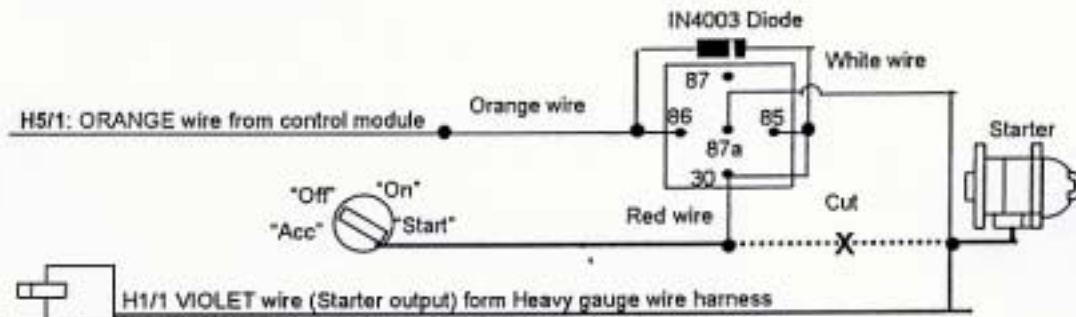 IN4003 Diode
White wire
87
H5/1: ORANGE wire from control module
Orange wire
86
85
87a
Starter
30
"Off"
"On"
"Acc"
"Start"
Red wire
Cut
X
H1/1 VIOLET wire (Starter output) form Heavy gauge wire harness